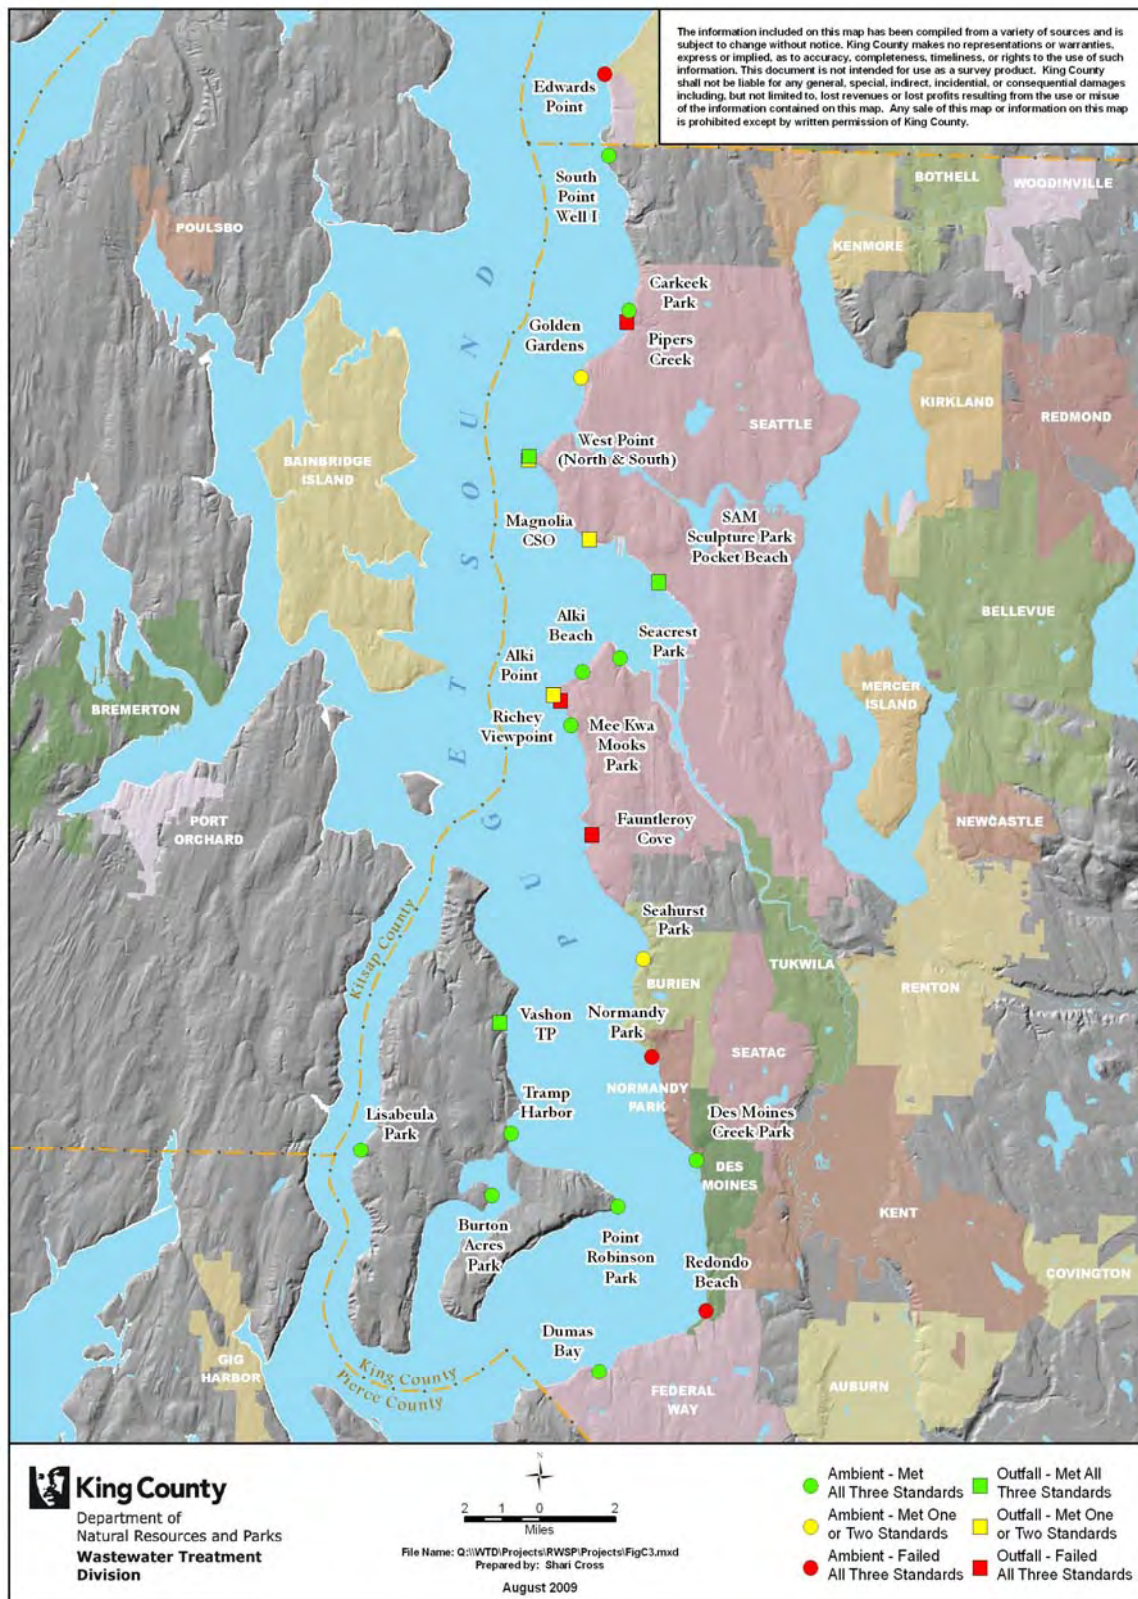 The information included on this map has been compiled from a variety of sources and is
subject to change without notice. King County makes no representations or warranties,
express or implied, as to accuracy, completeness, timeliness, or rights to the use of such
information. This document is not intended for use as a survey product. King County
shall not be liable for any general, special, indirect, incidental, or consequential damages
including, but not limited to, lost revenues or lost profits resulting from the use or misue
of the information contained on this map. Any sale of this map or information on this map
is prohibited except by written permission of King County.
Edwards
Point
South
Point
Well I
BOTHELL
WOODINVILLE
POULSBO
KENMORE
Carkeek
Park
Golden
Gardens
Pipers
Creek
KIRKLAND
REDMOND
SEATTLE
West Point
(North & South)
BAINBRIDGE
ISLAND
PUGET SOUND
Magnolia
CSO
SAM
Sculpture Park
Pocket Beach
Alki
Beach
Seacrest
Park
BELLEVUE
Alki
Point
MERCER
ISLAND
BREMERTON
Richey
Viewpoint
Mee Kwa
Mooks
Park
PORT
ORCHARD
Fauntleroy
Cove
NEWCASTLE
Seahurst
Park
Kitsap County
TUKWILA
BURIEN
RENTON
Vashon
TP
Normandy
Park
SEATAC
NORMANDY
PARK
Tramp
Harbor
Lisabeula
Park
Des Moines
Creek Park
DES
MOINES
KENT
Burton
Acres
Park
Point
Robinson
Park
Redondo
Beach
COVINGTON
Dumas
Bay
GIG
HARBOR
King County
Pierce County
FEDERAL
WAY
AUBURN
King County
Department of
Natural Resources and Parks
Wastewater Treatment
Division
N
2 1 0 2
Miles
File Name: Q:\\WTD\Projects\RWSP\Projects\FigC3.mxd
Prepared by: Shari Cross
August 2009
Ambient - Met
All Three Standards
Outfall - Met All
Three Standards
Ambient - Met One
or Two Standards
Outfall - Met One
or Two Standards
Ambient - Failed
All Three Standards
Outfall - Failed
All Three Standards